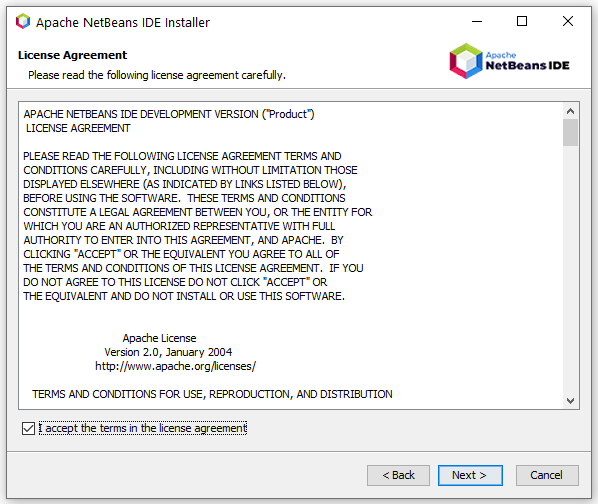 Apache NetBeans IDE Installer
License Agreement
Please read the following license agreement carefully.
Apache
NetBeans IDE
APACHE NETBEANS IDE DEVELOPMENT VERSION ("Product")
LICENSE AGREEMENT
PLEASE READ THE FOLLOWING LICENSE AGREEMENT TERMS AND
CONDITIONS CAREFULLY, INCLUDING WITHOUT LIMITATION THOSE
DISPLAYED ELSEWHERE (AS INDICATED BY LINKS LISTED BELOW),
BEFORE USING THE SOFTWARE.  THESE TERMS AND CONDITIONS
CONSTITUTE A LEGAL AGREEMENT BETWEEN YOU, OR THE ENTITY FOR
WHICH YOU ARE AN AUTHORIZED REPRESENTATIVE WITH FULL
AUTHORITY TO ENTER INTO THIS AGREEMENT, AND APACHE.  BY
CLICKING "ACCEPT" OR THE EQUIVALENT YOU AGREE TO ALL OF
THE TERMS AND CONDITIONS OF THIS LICENSE AGREEMENT.  IF YOU
DO NOT AGREE TO THIS LICENSE DO NOT CLICK "ACCEPT" OR
THE EQUIVALENT AND DO NOT INSTALL OR USE THIS SOFTWARE.
Apache License
Version 2.0, January 2004
http://www.apache.org/licenses/
TERMS AND CONDITIONS FOR USE, REPRODUCTION, AND DISTRIBUTION
I accept the terms in the license agreement
< Back
Next >
Cancel